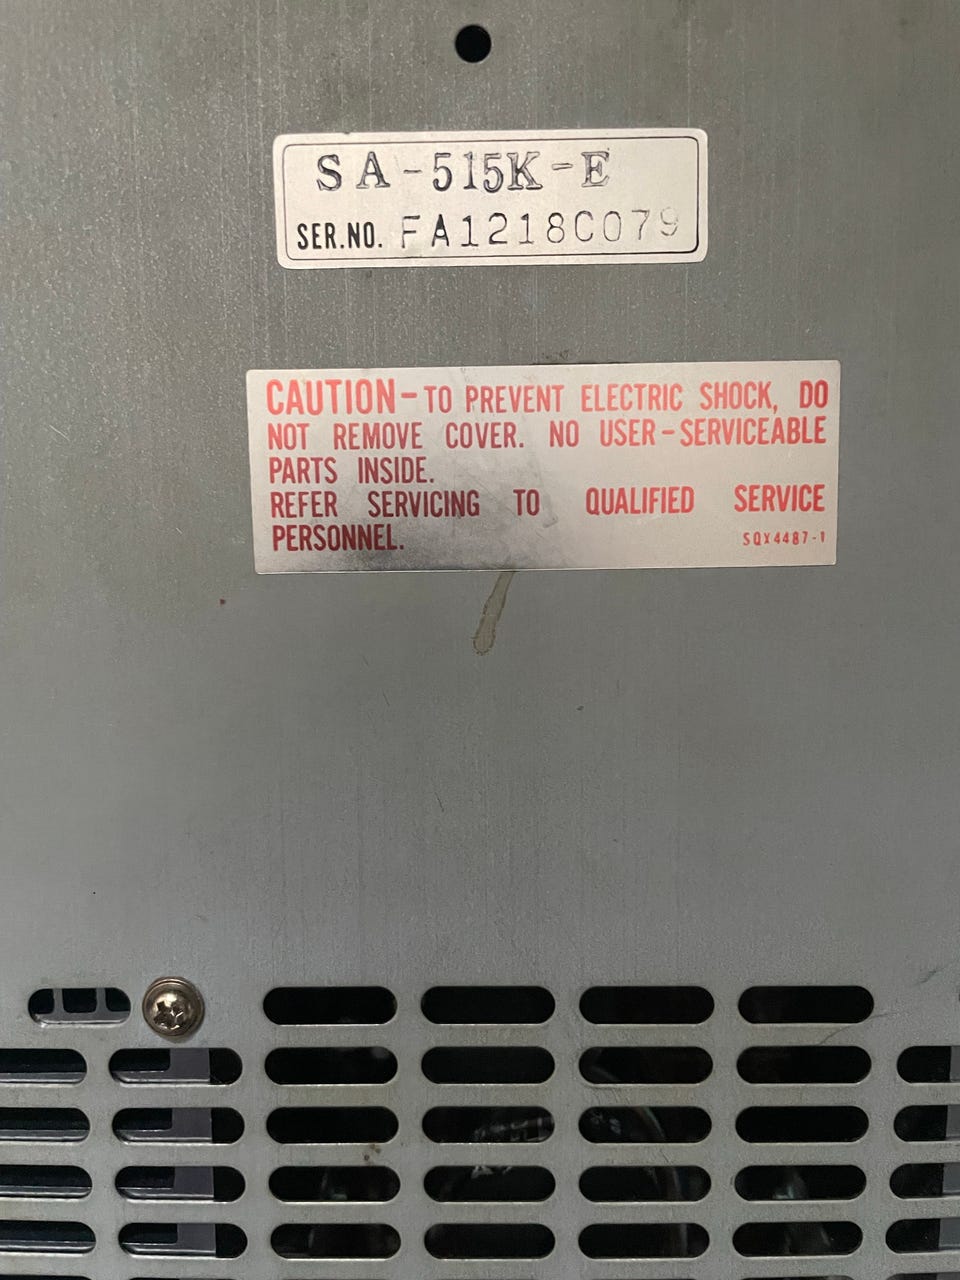 SA-515K-E
SER.NO. FA1218C079
CAUTION-TO PREVENT ELECTRIC SHOCK, DO
NOT REMOVE COVER. NO USER-SERVICEABLE
PARTS INSIDE.
REFER SERVICING TO QUALIFIED SERVICE
PERSONNEL.
SQX4487-1